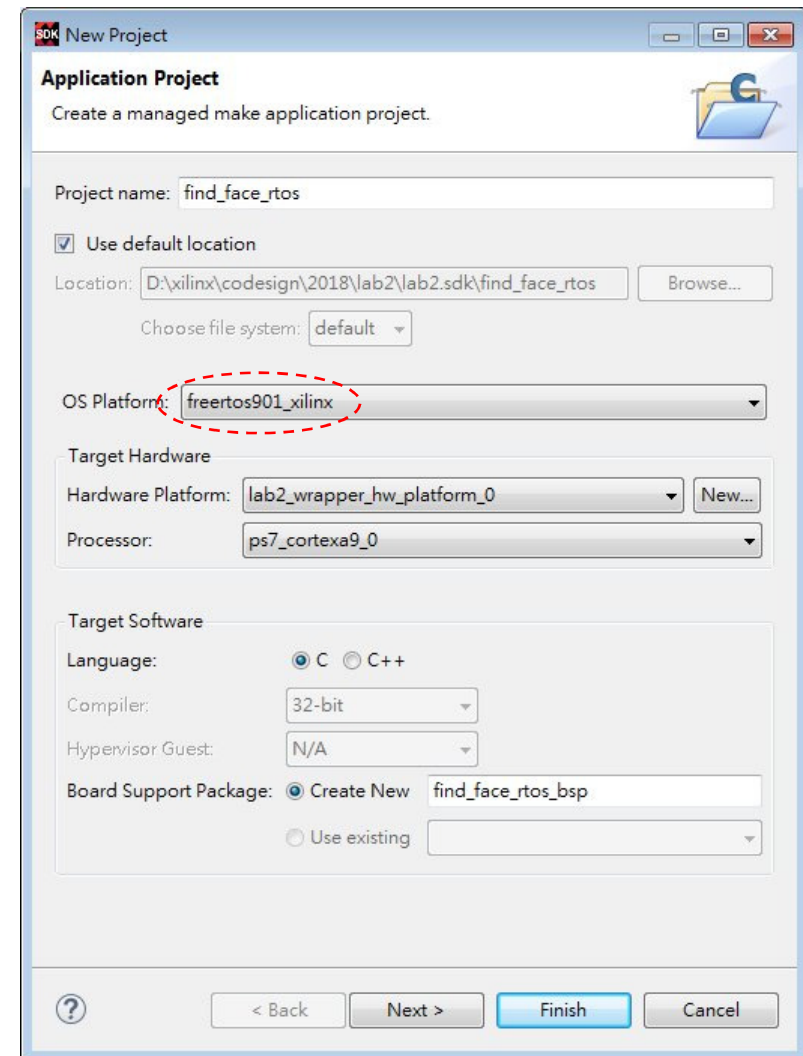 SDK New Project
Application Project
Create a managed make application project.
Project name: find_face_rtos
Use default location
Location: D:\xilinx\codesign\2018\lab2\lab2.sdk\find_face_rtos Browse...
Choose file system: default
OS Platform: freertos901_xilinx
Target Hardware
Hardware Platform: lab2_wrapper_hw_platform_0 New...
Processor: ps7_cortexa9_0
Target Software
Language: C C++
Compiler: 32-bit
Hypervisor Guest: N/A
Board Support Package: Create New find_face_rtos_bsp
Use existing
? < Back Next > Finish Cancel